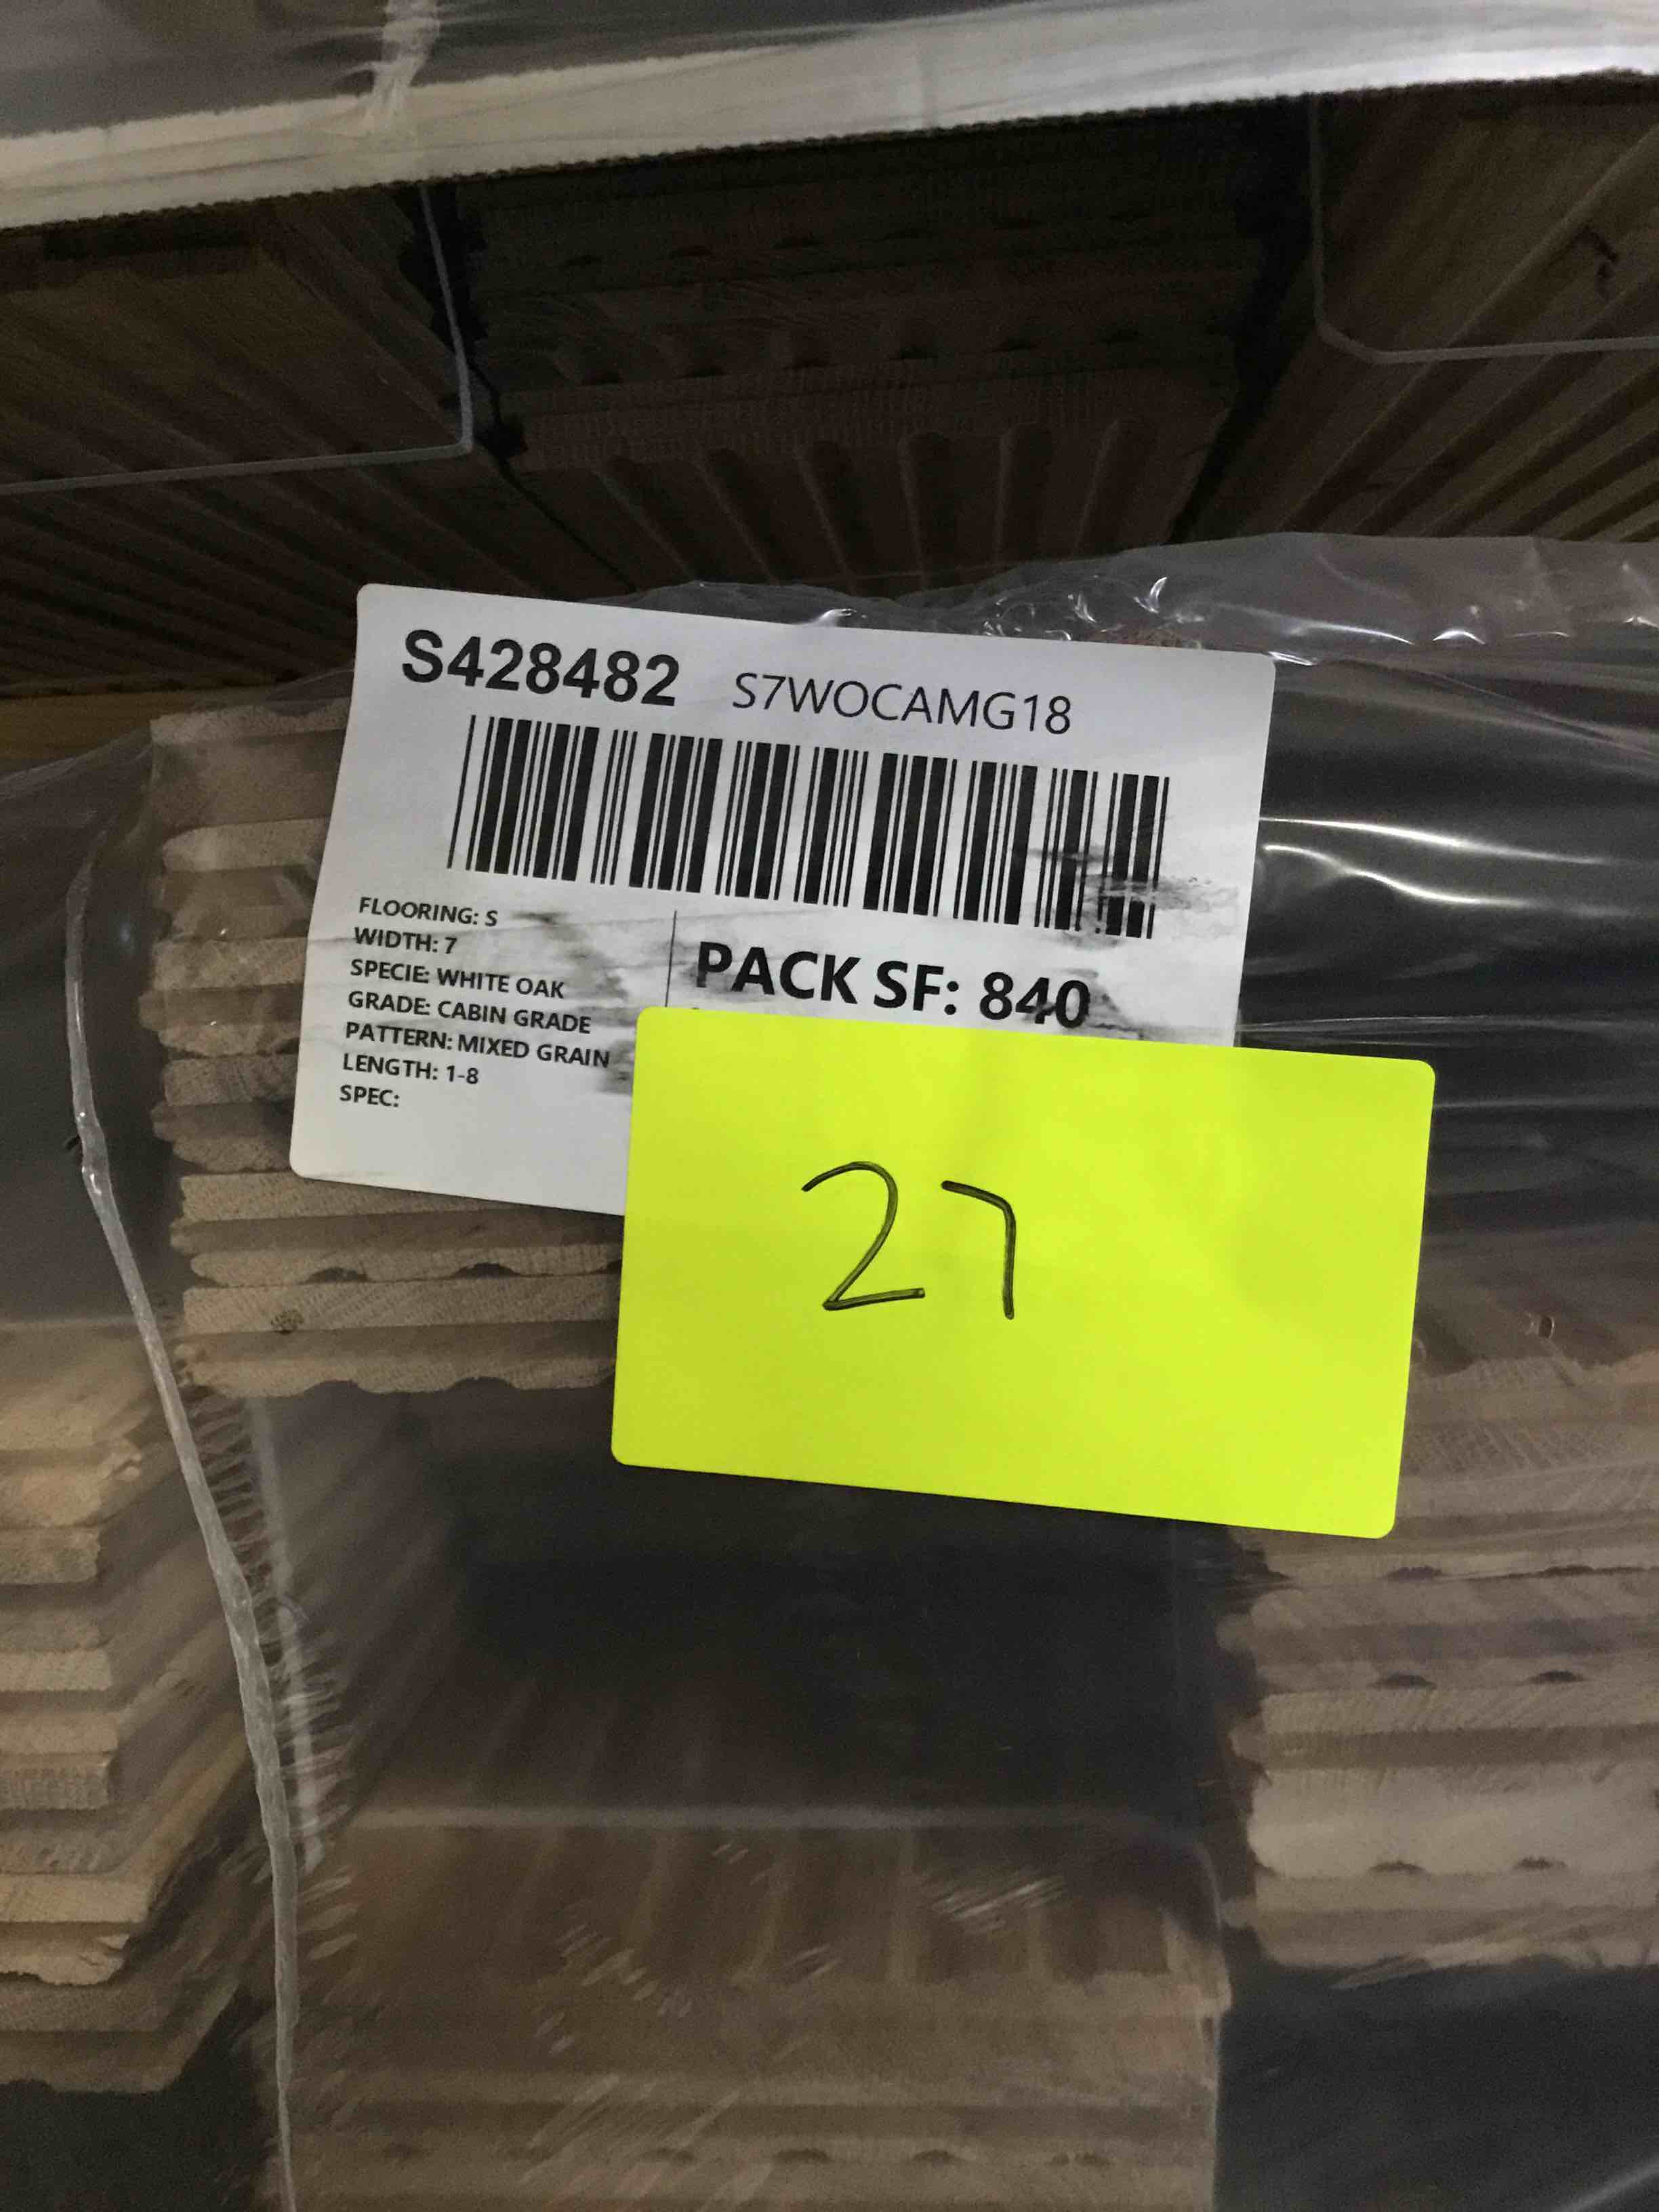 S428482 S7WOCAMG18
FLOORING: S
WIDTH: 7
SPECIE: WHITE OAK
GRADE: CABIN GRADE
PATTERN: MIXED GRAIN
LENGTH: 1-8
SPEC:
PACK SF: 840
27